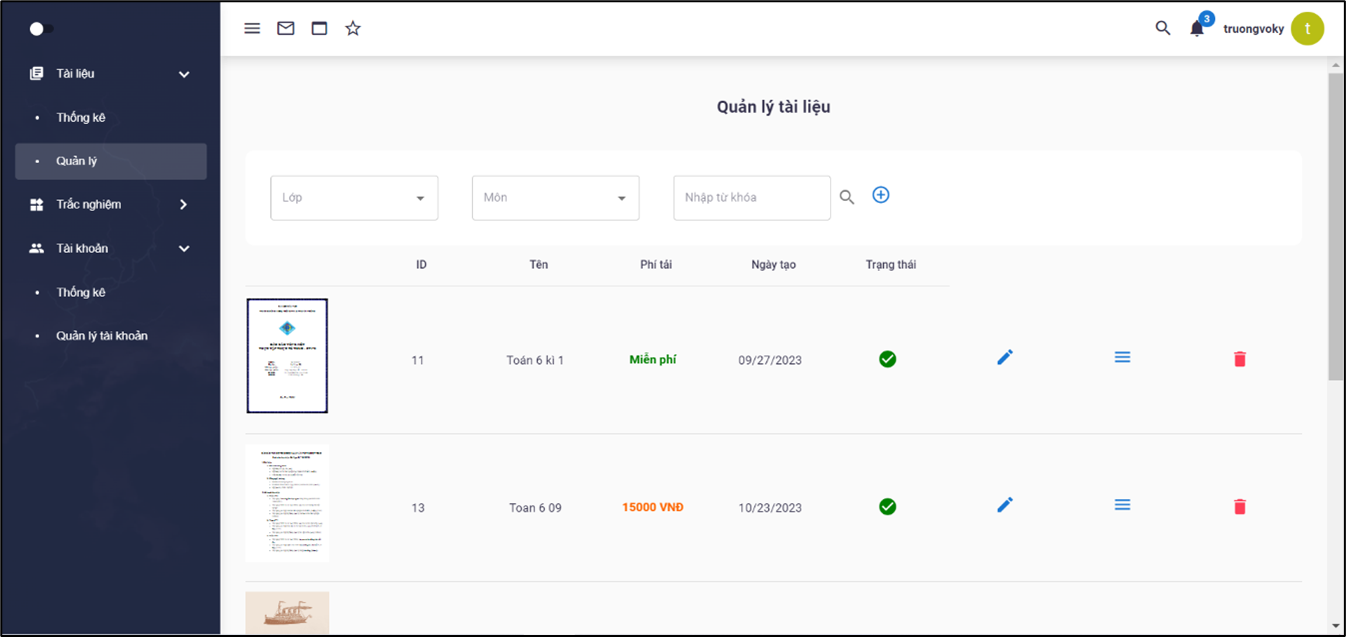 3
truongvoky
t
Tài liệu
Thống kê
Quản lý
Trắc nghiệm
Tài khoản
Thống kê
Quản lý tài khoản
Quản lý tài liệu
Lớp
Môn
Nhập từ khóa
ID Tên Phí tải Ngày tạo Trạng thái
11 Toán 6 kì 1 Miễn phí 09/27/2023
13 Toan 6 09 15000 VNĐ 10/23/2023